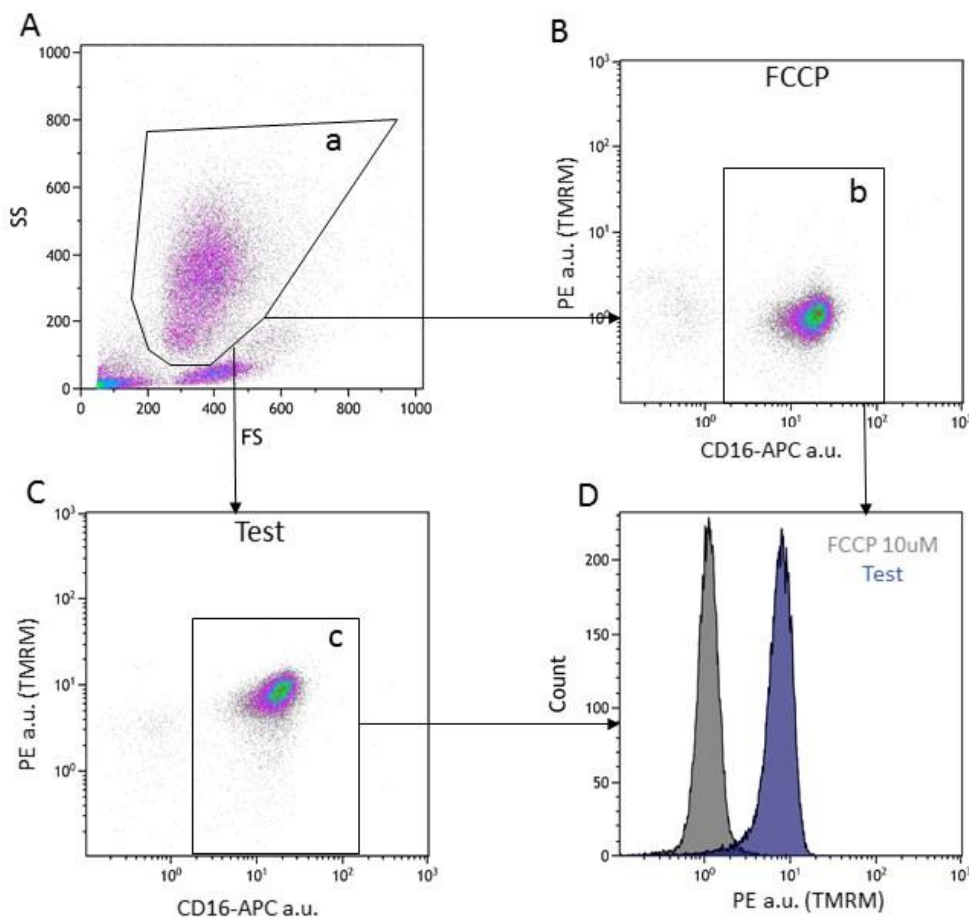 A
1000
800
600
400
200
0
SS
a
0 200 400 600 800 1000
FS
B
FCCP
10³
10²
10¹
10⁰
PE a.u. (TMRM)
b
10⁰ 10¹ 10² 10³
CD16-APC a.u.
C
Test
10³
10²
10¹
10⁰
PE a.u. (TMRM)
c
10⁰ 10¹ 10² 10³
CD16-APC a.u.
D
FCCP 10uM
Test
200
150
100
50
0
Count
10⁰ 10¹ 10² 10³
PE a.u. (TMRM)